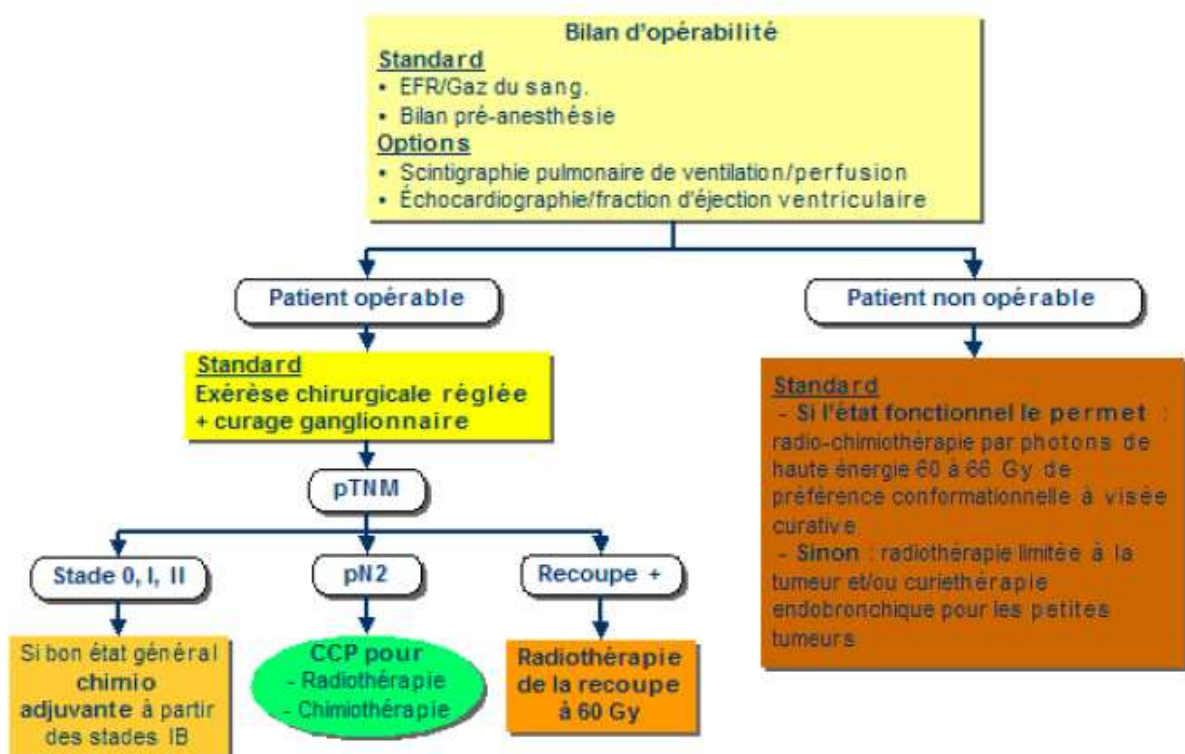 Bilan d'opérabilité
Standard
• EFR/Gaz du sang.
• Bilan pré-anesthésie
Options
• Scintigraphie pulmonaire de ventilation/perfusion
• Échocardiographie/fraction d'éjection ventriculaire
Patient opérable
Patient non opérable
Standard
Exérèse chirurgicale réglée
+ curage ganglionnaire
Standard
- Si l'état fonctionnel le permet :
radio-chimiothérapie par photons de
haute énergie 60 à 66 Gy de
préférence conformationnelle à visée
curative
- Sinon : radiothérapie limitée à la
tumeur et/ou curiethérapie
endobronchique pour les petites
tumeurs
pTNM
Stade 0, I, II
pN2
Recoupe +
Si bon état général
chimio
adjuvante à partir
des stades IB
CCP pour
- Radiothérapie
- Chimiothérapie
Radiothérapie
de la recoupe
à 60 Gy